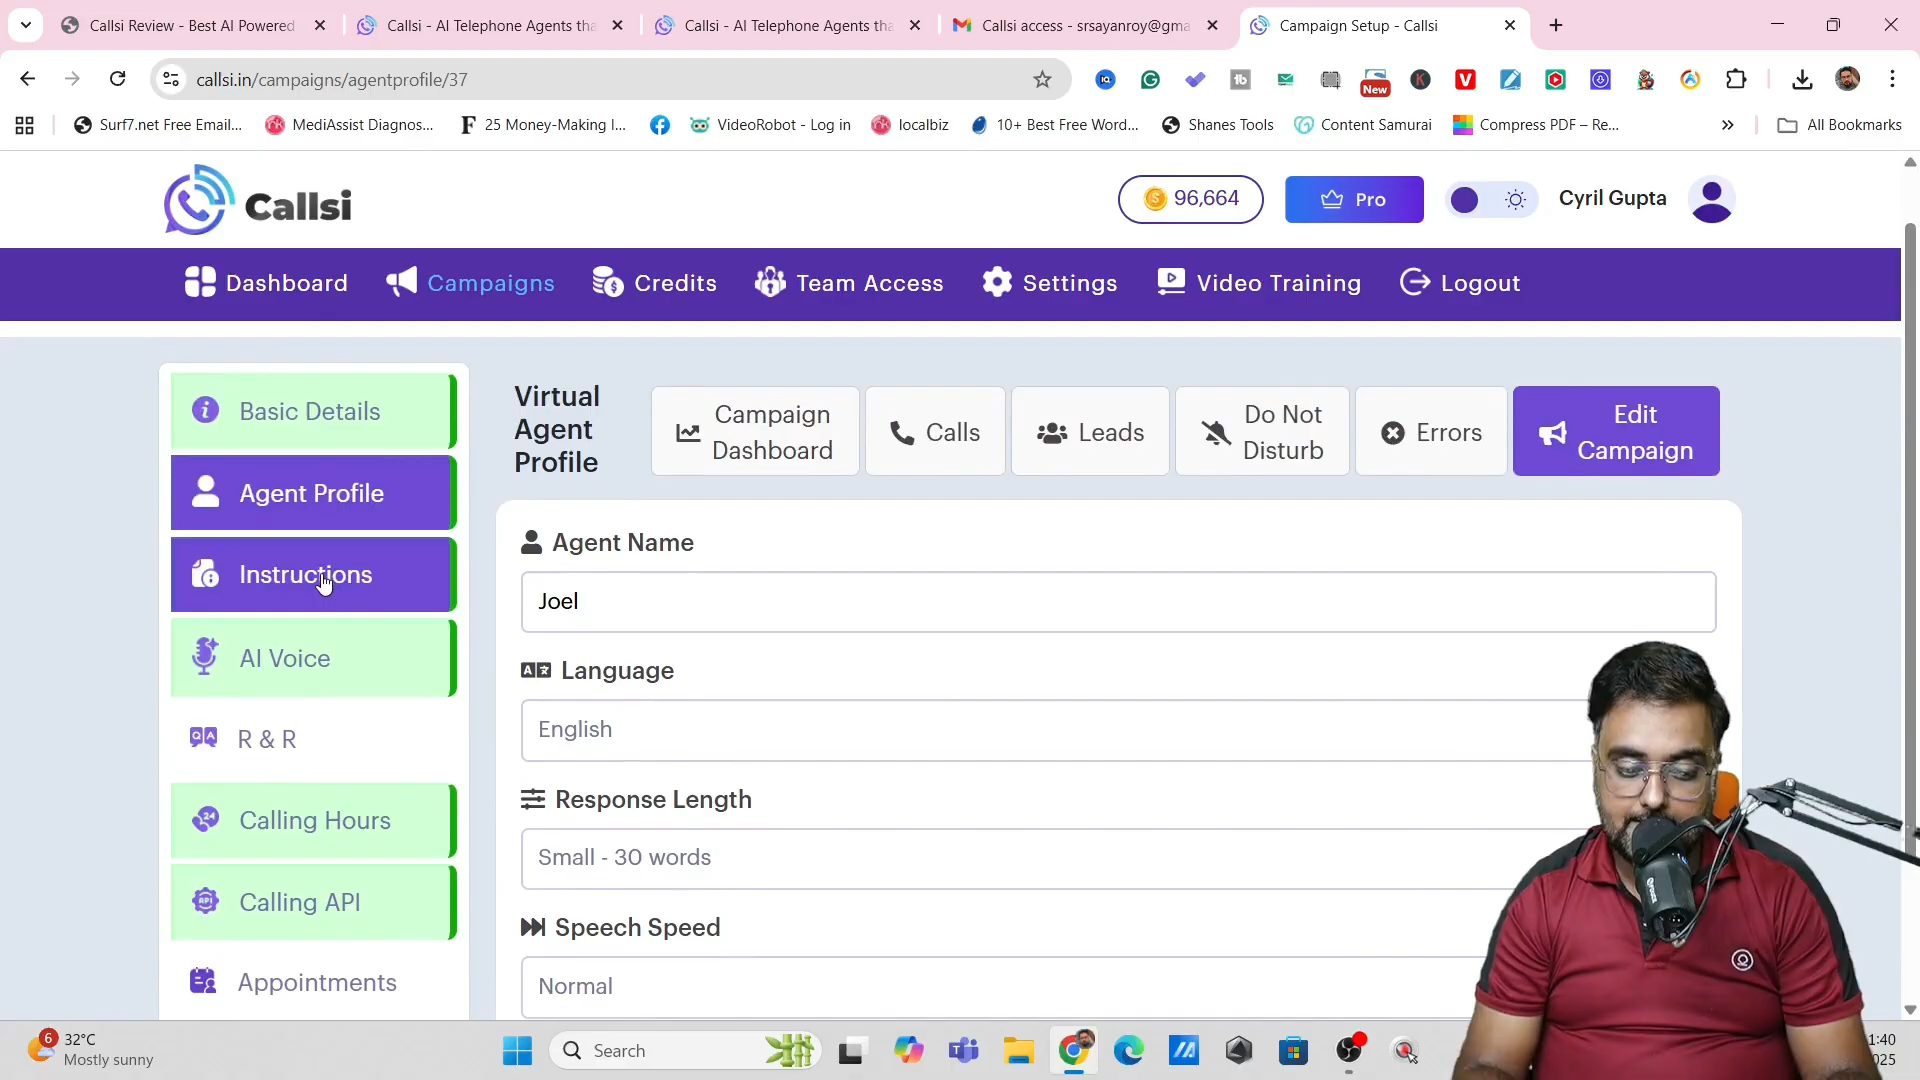 Callsi Review - Best AI Powered
Callsi - AI Telephone Agents tha
Callsi - AI Telephone Agents tha
Callsi access - srsayanroy@gma
Campaign Setup - Callsi
callsi.in/campaigns/agentprofile/37
New
Surf7.net Free Email...
MediAssist Diagnos...
25 Money-Making I...
VideoRobot - Log in
localbiz
10+ Best Free Word...
Shanes Tools
Content Samurai
Compress PDF – Re...
All Bookmarks
Callsi
96,664
Pro
Cyril Gupta
Dashboard
Campaigns
Credits
Team Access
Settings
Video Training
Logout
Basic Details
Agent Profile
Instructions
AI Voice
R & R
Calling Hours
Calling API
Appointments
Virtual
Agent
Profile
Campaign
Dashboard
Calls
Leads
Do Not
Disturb
Errors
Edit
Campaign
Agent Name
Joel
Language
English
Response Length
Small - 30 words
Speech Speed
Normal
6
32°C
Mostly sunny
Search